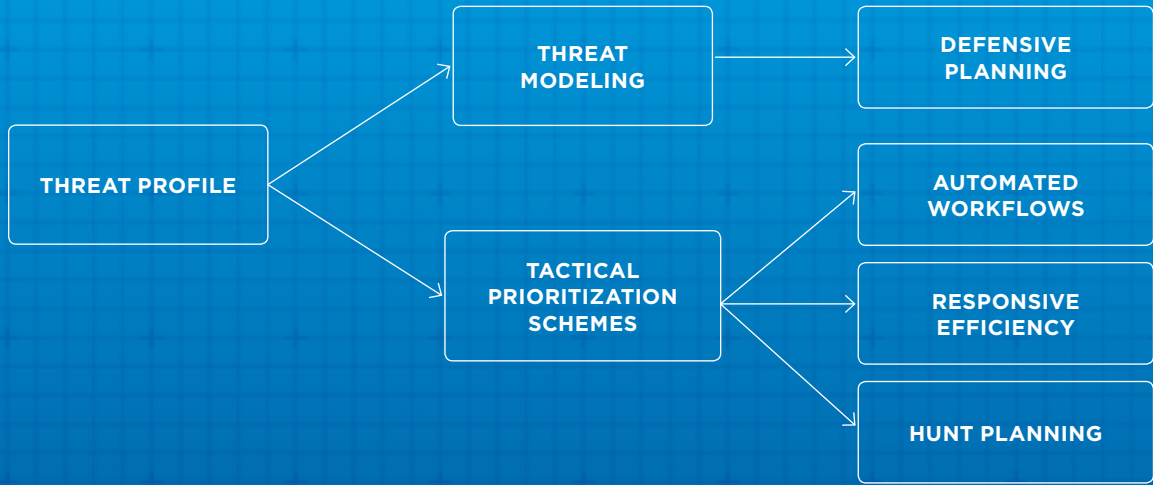 THREAT
MODELING
DEFENSIVE
PLANNING
THREAT PROFILE
AUTOMATED
WORKFLOWS
TACTICAL
PRIORITIZATION
SCHEMES
RESPONSIVE
EFFICIENCY
HUNT PLANNING